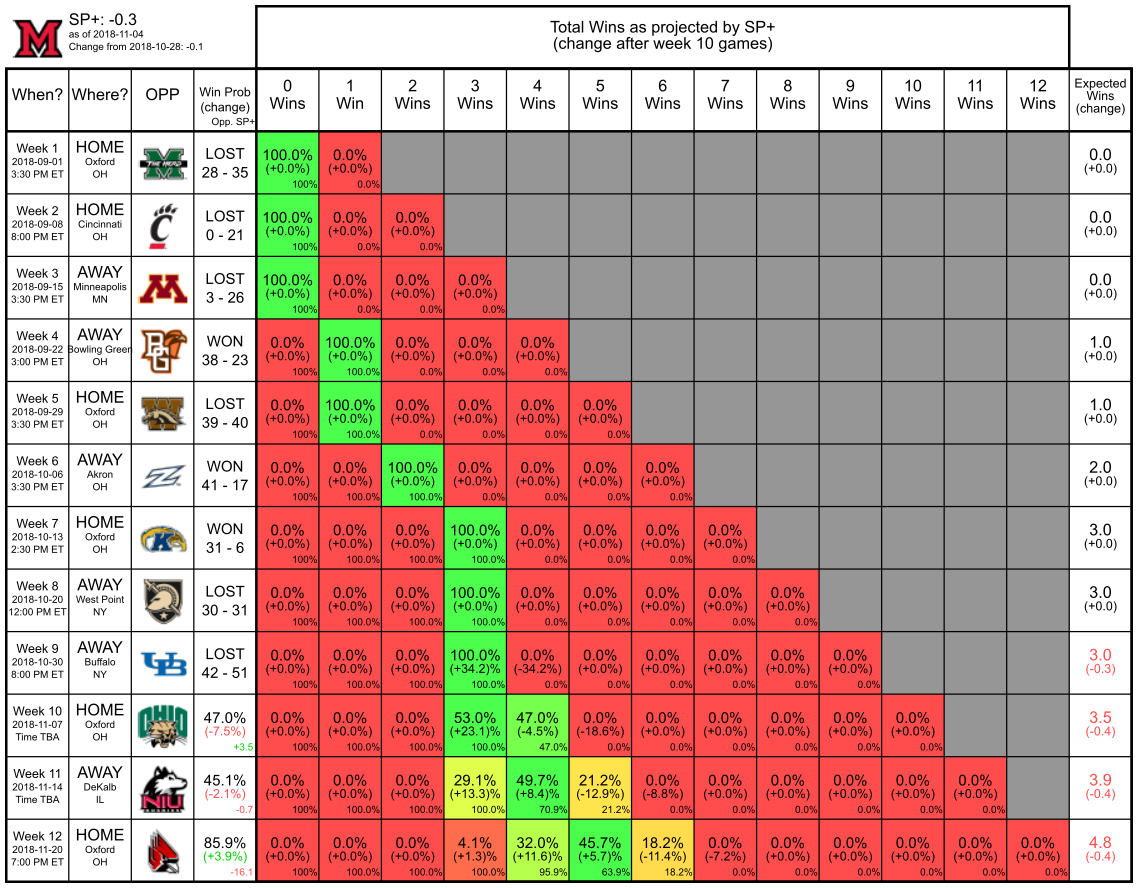 SP+: -0.3
as of 2018-11-04
Change from 2018-10-28: -0.1
Total Wins as projected by SP+
(change after week 10 games)
When? Where? OPP Win Prob (change) Opp. SP+ 0 Wins 1 Win 2 Wins 3 Wins 4 Wins 5 Wins 6 Wins 7 Wins 8 Wins 9 Wins 10 Wins 11 Wins 12 Wins Expected Wins (change)
Week 1 HOME LOST 100.0% 0.0% 0.0
2018-09-01 Oxford THE HERD (+0.0%) (+0.0%) (+0.0)
3:30 PM ET OH 28 - 35 100% 0.0%
Week 2 HOME LOST 100.0% 0.0% 0.0% 0.0
2018-09-08 Cincinnati C (+0.0%) (+0.0%) (+0.0%) (+0.0)
8:00 PM ET OH 0 - 21 100% 0.0% 0.0%
Week 3 AWAY LOST 100.0% 0.0% 0.0% 0.0% 0.0
2018-09-15 Minneapolis M (+0.0%) (+0.0%) (+0.0%) (+0.0%) (+0.0)
3:30 PM ET MN 3 - 26 100% 0.0% 0.0% 0.0%
Week 4 AWAY WON 0.0% 100.0% 0.0% 0.0% 0.0% 1.0
2018-09-22 Bowling Green BG (+0.0%) (+0.0%) (+0.0%) (+0.0%) (+0.0%) (+0.0)
3:00 PM ET OH 38 - 23 100% 100.0% 0.0% 0.0% 0.0%
Week 5 HOME LOST 0.0% 100.0% 0.0% 0.0% 0.0% 0.0% 1.0
2018-09-29 Oxford W (+0.0%) (+0.0%) (+0.0%) (+0.0%) (+0.0%) (+0.0%) (+0.0)
3:30 PM ET OH 39 - 40 100% 100.0% 0.0% 0.0% 0.0% 0.0%
Week 6 AWAY WON 0.0% 0.0% 100.0% 0.0% 0.0% 0.0% 0.0% 2.0
2018-10-06 Akron Z (+0.0%) (+0.0%) (+0.0%) (+0.0%) (+0.0%) (+0.0%) (+0.0%) (+0.0)
3:30 PM ET OH 41 - 17 100% 100.0% 100.0% 0.0% 0.0% 0.0% 0.0%
Week 7 HOME WON 0.0% 0.0% 0.0% 100.0% 0.0% 0.0% 0.0% 0.0% 3.0
2018-10-13 Oxford K (+0.0%) (+0.0%) (+0.0%) (+0.0%) (+0.0%) (+0.0%) (+0.0%) (+0.0%) (+0.0)
2:30 PM ET OH 31 - 6 100% 100.0% 100.0% 100.0% 0.0% 0.0% 0.0% 0.0%
Week 8 AWAY LOST 0.0% 0.0% 0.0% 100.0% 0.0% 0.0% 0.0% 0.0% 0.0% 3.0
2018-10-20 West Point (+0.0%) (+0.0%) (+0.0%) (+0.0%) (+0.0%) (+0.0%) (+0.0%) (+0.0%) (+0.0%) (+0.0)
12:00 PM ET NY 30 - 31 100% 100.0% 100.0% 100.0% 0.0% 0.0% 0.0% 0.0% 0.0%
Week 9 AWAY LOST 0.0% 0.0% 0.0% 100.0% 0.0% 0.0% 0.0% 0.0% 0.0% 0.0% 3.0
2018-10-30 Buffalo UB (+0.0%) (+0.0%) (+0.0%) (+34.2)% (-34.2%) (+0.0%) (+0.0%) (+0.0%) (+0.0%) (+0.0%) (-0.3)
8:00 PM ET NY 42 - 51 100% 100.0% 100.0% 100.0% 0.0% 0.0% 0.0% 0.0% 0.0% 0.0%
Week 10 HOME OHIO 47.0% 0.0% 0.0% 0.0% 53.0% 47.0% 0.0% 0.0% 0.0% 0.0% 0.0% 0.0% 3.5
2018-11-07 Oxford (-7.5%) (+0.0%) (+0.0%) (+0.0%) (+23.1)% (-4.5%) (-18.6%) (+0.0%) (+0.0%) (+0.0%) (+0.0%) (+0.0%) (-0.4)
Time TBA OH +3.5 100% 100.0% 100.0% 100.0% 47.0% 0.0% 0.0% 0.0% 0.0% 0.0% 0.0%
Week 11 AWAY 45.1% 0.0% 0.0% 0.0% 29.1% 49.7% 21.2% 0.0% 0.0% 0.0% 0.0% 0.0% 0.0% 3.9
2018-11-14 DeKalb NIU (-2.1%) (+0.0%) (+0.0%) (+0.0%) (+13.3)% (+8.4)% (-12.9%) (-8.8%) (+0.0%) (+0.0%) (+0.0%) (+0.0%) (+0.0%) (-0.4)
Time TBA IL -0.7 100% 100.0% 100.0% 100.0% 70.9% 21.2% 0.0% 0.0% 0.0% 0.0% 0.0% 0.0%
Week 12 HOME 85.9% 0.0% 0.0% 0.0% 4.1% 32.0% 45.7% 18.2% 0.0% 0.0% 0.0% 0.0% 0.0% 0.0% 4.8
2018-11-20 Oxford (+3.9%) (+0.0%) (+0.0%) (+0.0%) (+1.3)% (+11.6)% (+5.7)% (-11.4%) (-7.2%) (+0.0%) (+0.0%) (+0.0%) (+0.0%) (+0.0%) (-0.4)
7:00 PM ET OH -16.1 100% 100.0% 100.0% 100.0% 95.9% 63.9% 18.2% 0.0% 0.0% 0.0% 0.0% 0.0% 0.0%